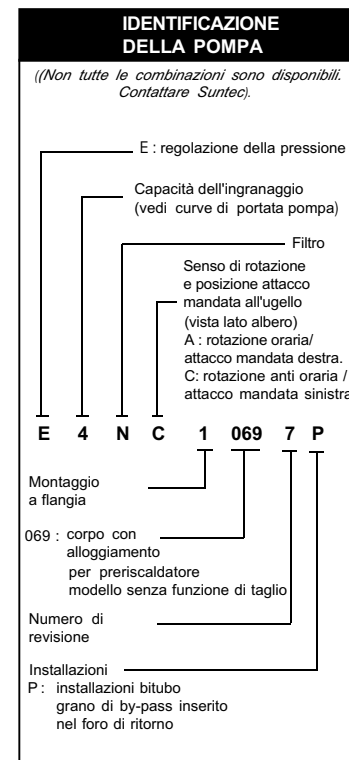 IDENTIFICAZIONE
DELLA POMPA
((Non tutte le combinazioni sono disponibili.
Contattare Suntec).
E : regolazione della pressione
Capacità dell'ingranaggio
(vedi curve di portata pompa)
Filtro
Senso di rotazione
e posizione attacco
mandata all'ugello
(vista lato albero)
A : rotazione oraria/
attacco mandata destra.
C: rotazione anti oraria /
attacco mandata sinistra
E 4 N C 1 069 7 P
Montaggio
a flangia
069 : corpo con
alloggiamento
per preriscaldatore
modello senza funzione di taglio
Numero di
revisione
Installazioni
P : installazioni bitubo
grano di by-pass inserito
nel foro di ritorno